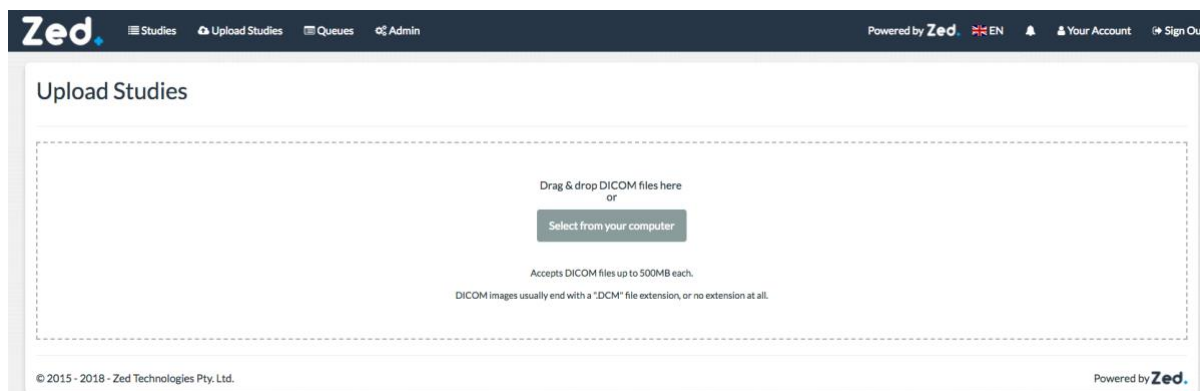 Zed. Studies Upload Studies Queues Admin Powered by Zed. EN Your Account Sign Ou
Upload Studies
Drag & drop DICOM files here
or
Select from your computer
Accepts DICOM files up to 500MB each.
DICOM images usually end with a ".DCM" file extension, or no extension at all.
© 2015 - 2018 - Zed Technologies Pty. Ltd. Powered by Zed.